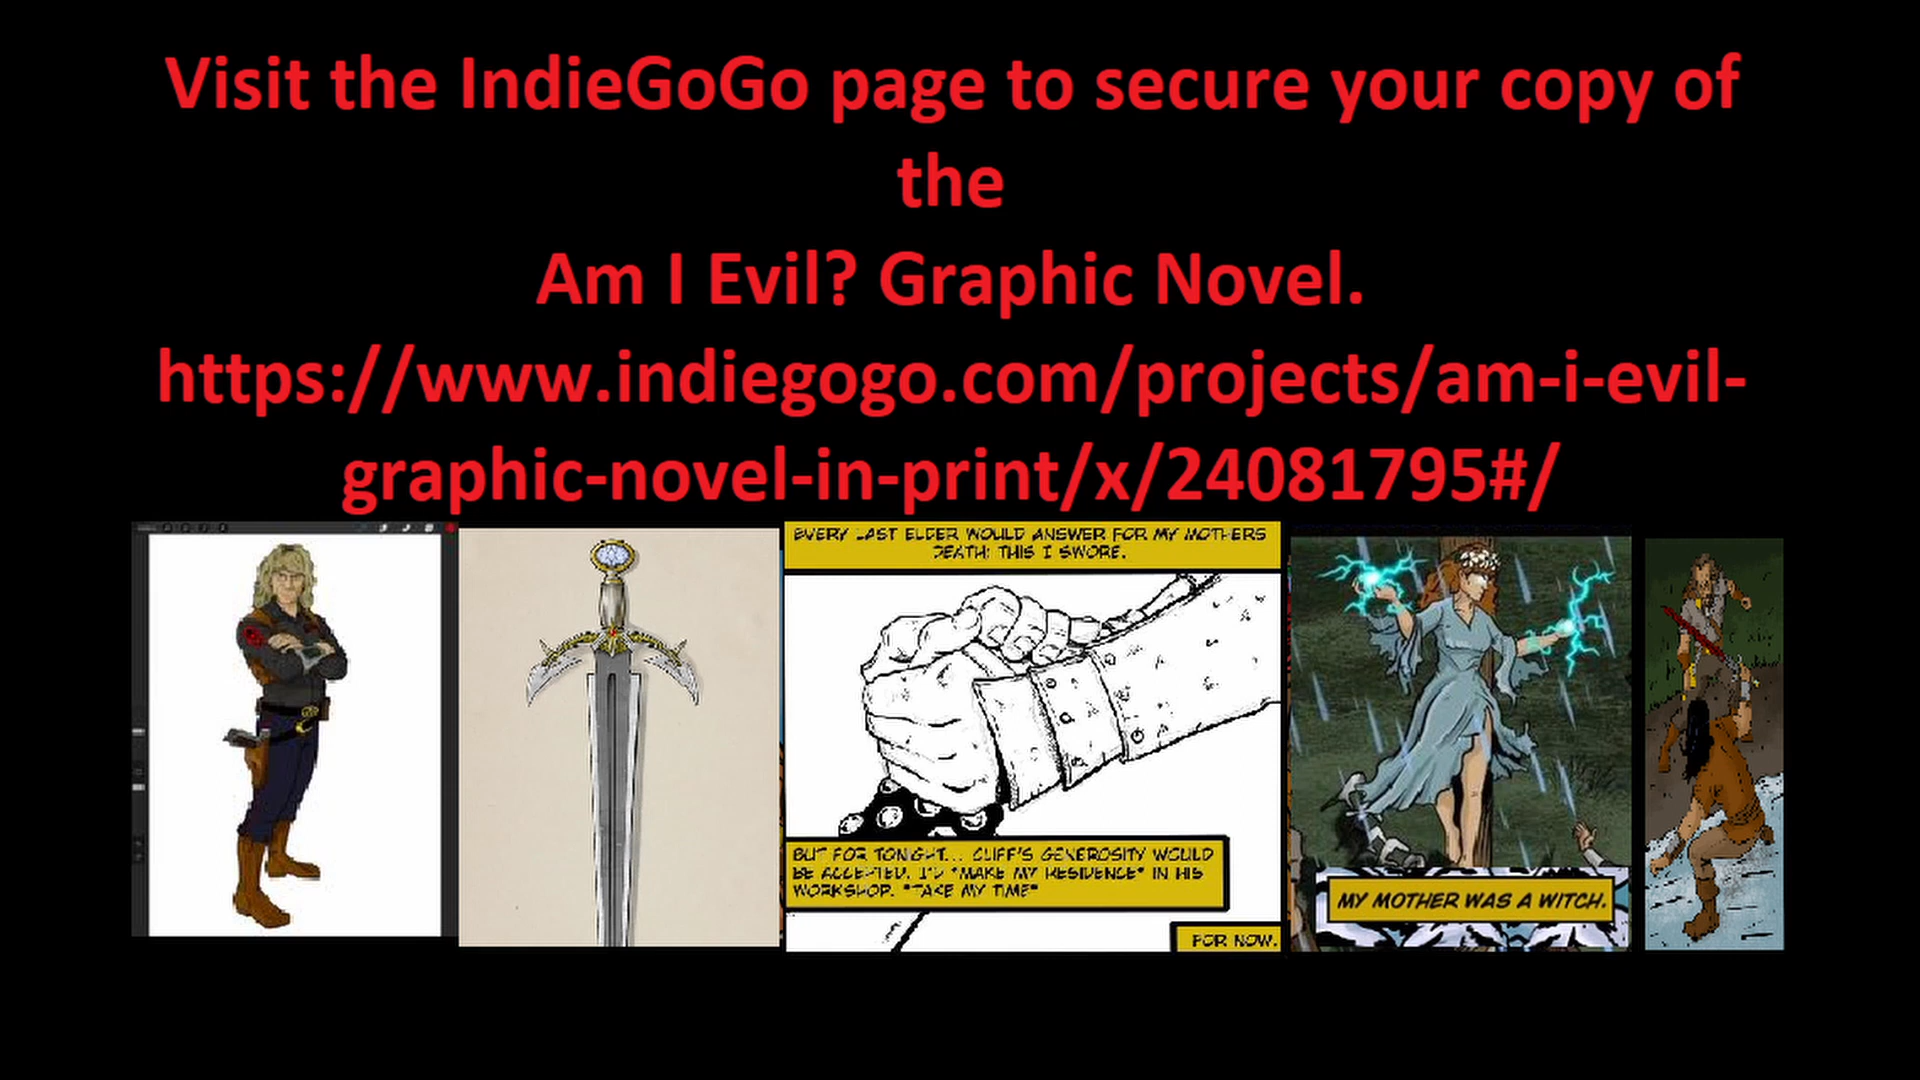 Visit the IndieGoGo page to secure your copy of
the
Am I Evil? Graphic Novel.
https://www.indiegogo.com/projects/am-i-evil-
graphic-novel-in-print/x/24081795#/
EVERY LAST ELDER WOULD ANSWER FOR MY MOTHERS
DEATH: THIS I SWORE.
BUT FOR TONIGHT... CLIFF'S GENEROSITY WOULD
BE ACCEPTED. I'D "MAKE MY RESIDENCE" IN HIS
WORKSHOP. "TAKE MY TIME"
FOR NOW.
MY MOTHER WAS A WITCH.